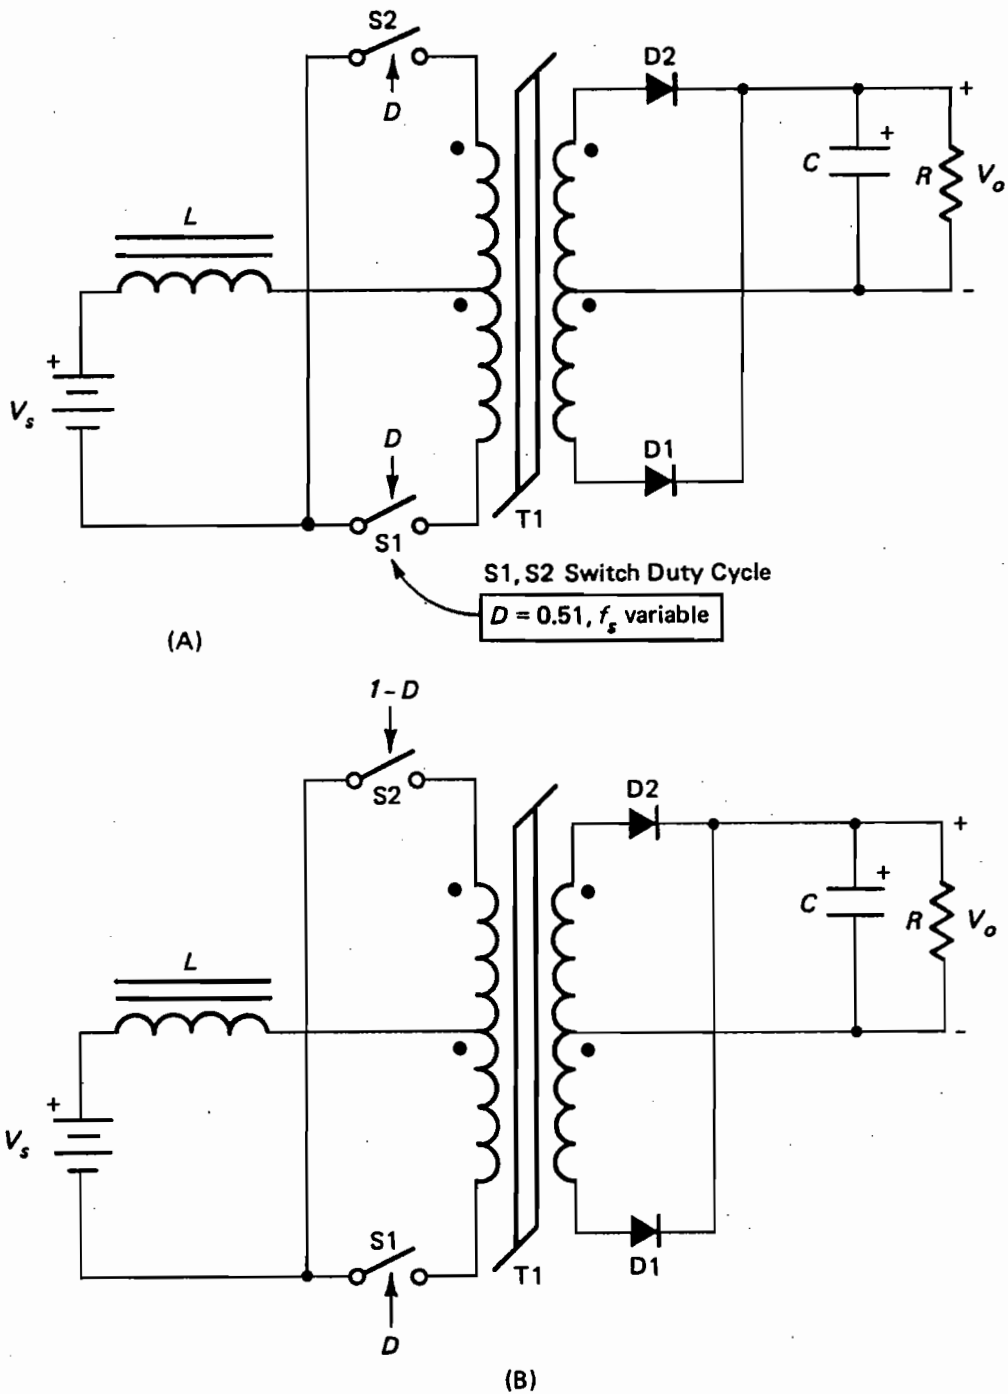 S2
D
D2
+
+
L
C
R
V_o
-
+
V_s
D
S1
D1
T1
S1, S2 Switch Duty Cycle
D = 0.51, f_s variable
(A)
1-D
S2
D2
+
+
L
C
R
V_o
-
+
V_s
S1
D
T1
D1
(B)